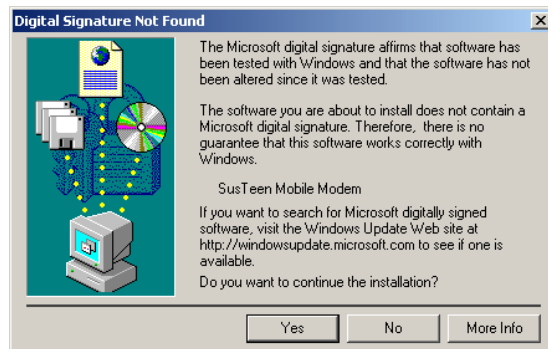 Digital Signature Not Found
The Microsoft digital signature affirms that software has
been tested with Windows and that the software has not
been altered since it was tested.
The software you are about to install does not contain a
Microsoft digital signature. Therefore, there is no
guarantee that this software works correctly with
Windows.
SusTeen Mobile Modem
If you want to search for Microsoft digitally signed
software, visit the Windows Update Web site at
http://windowsupdate.microsoft.com to see if one is
available.
Do you want to continue the installation?
Yes No More Info